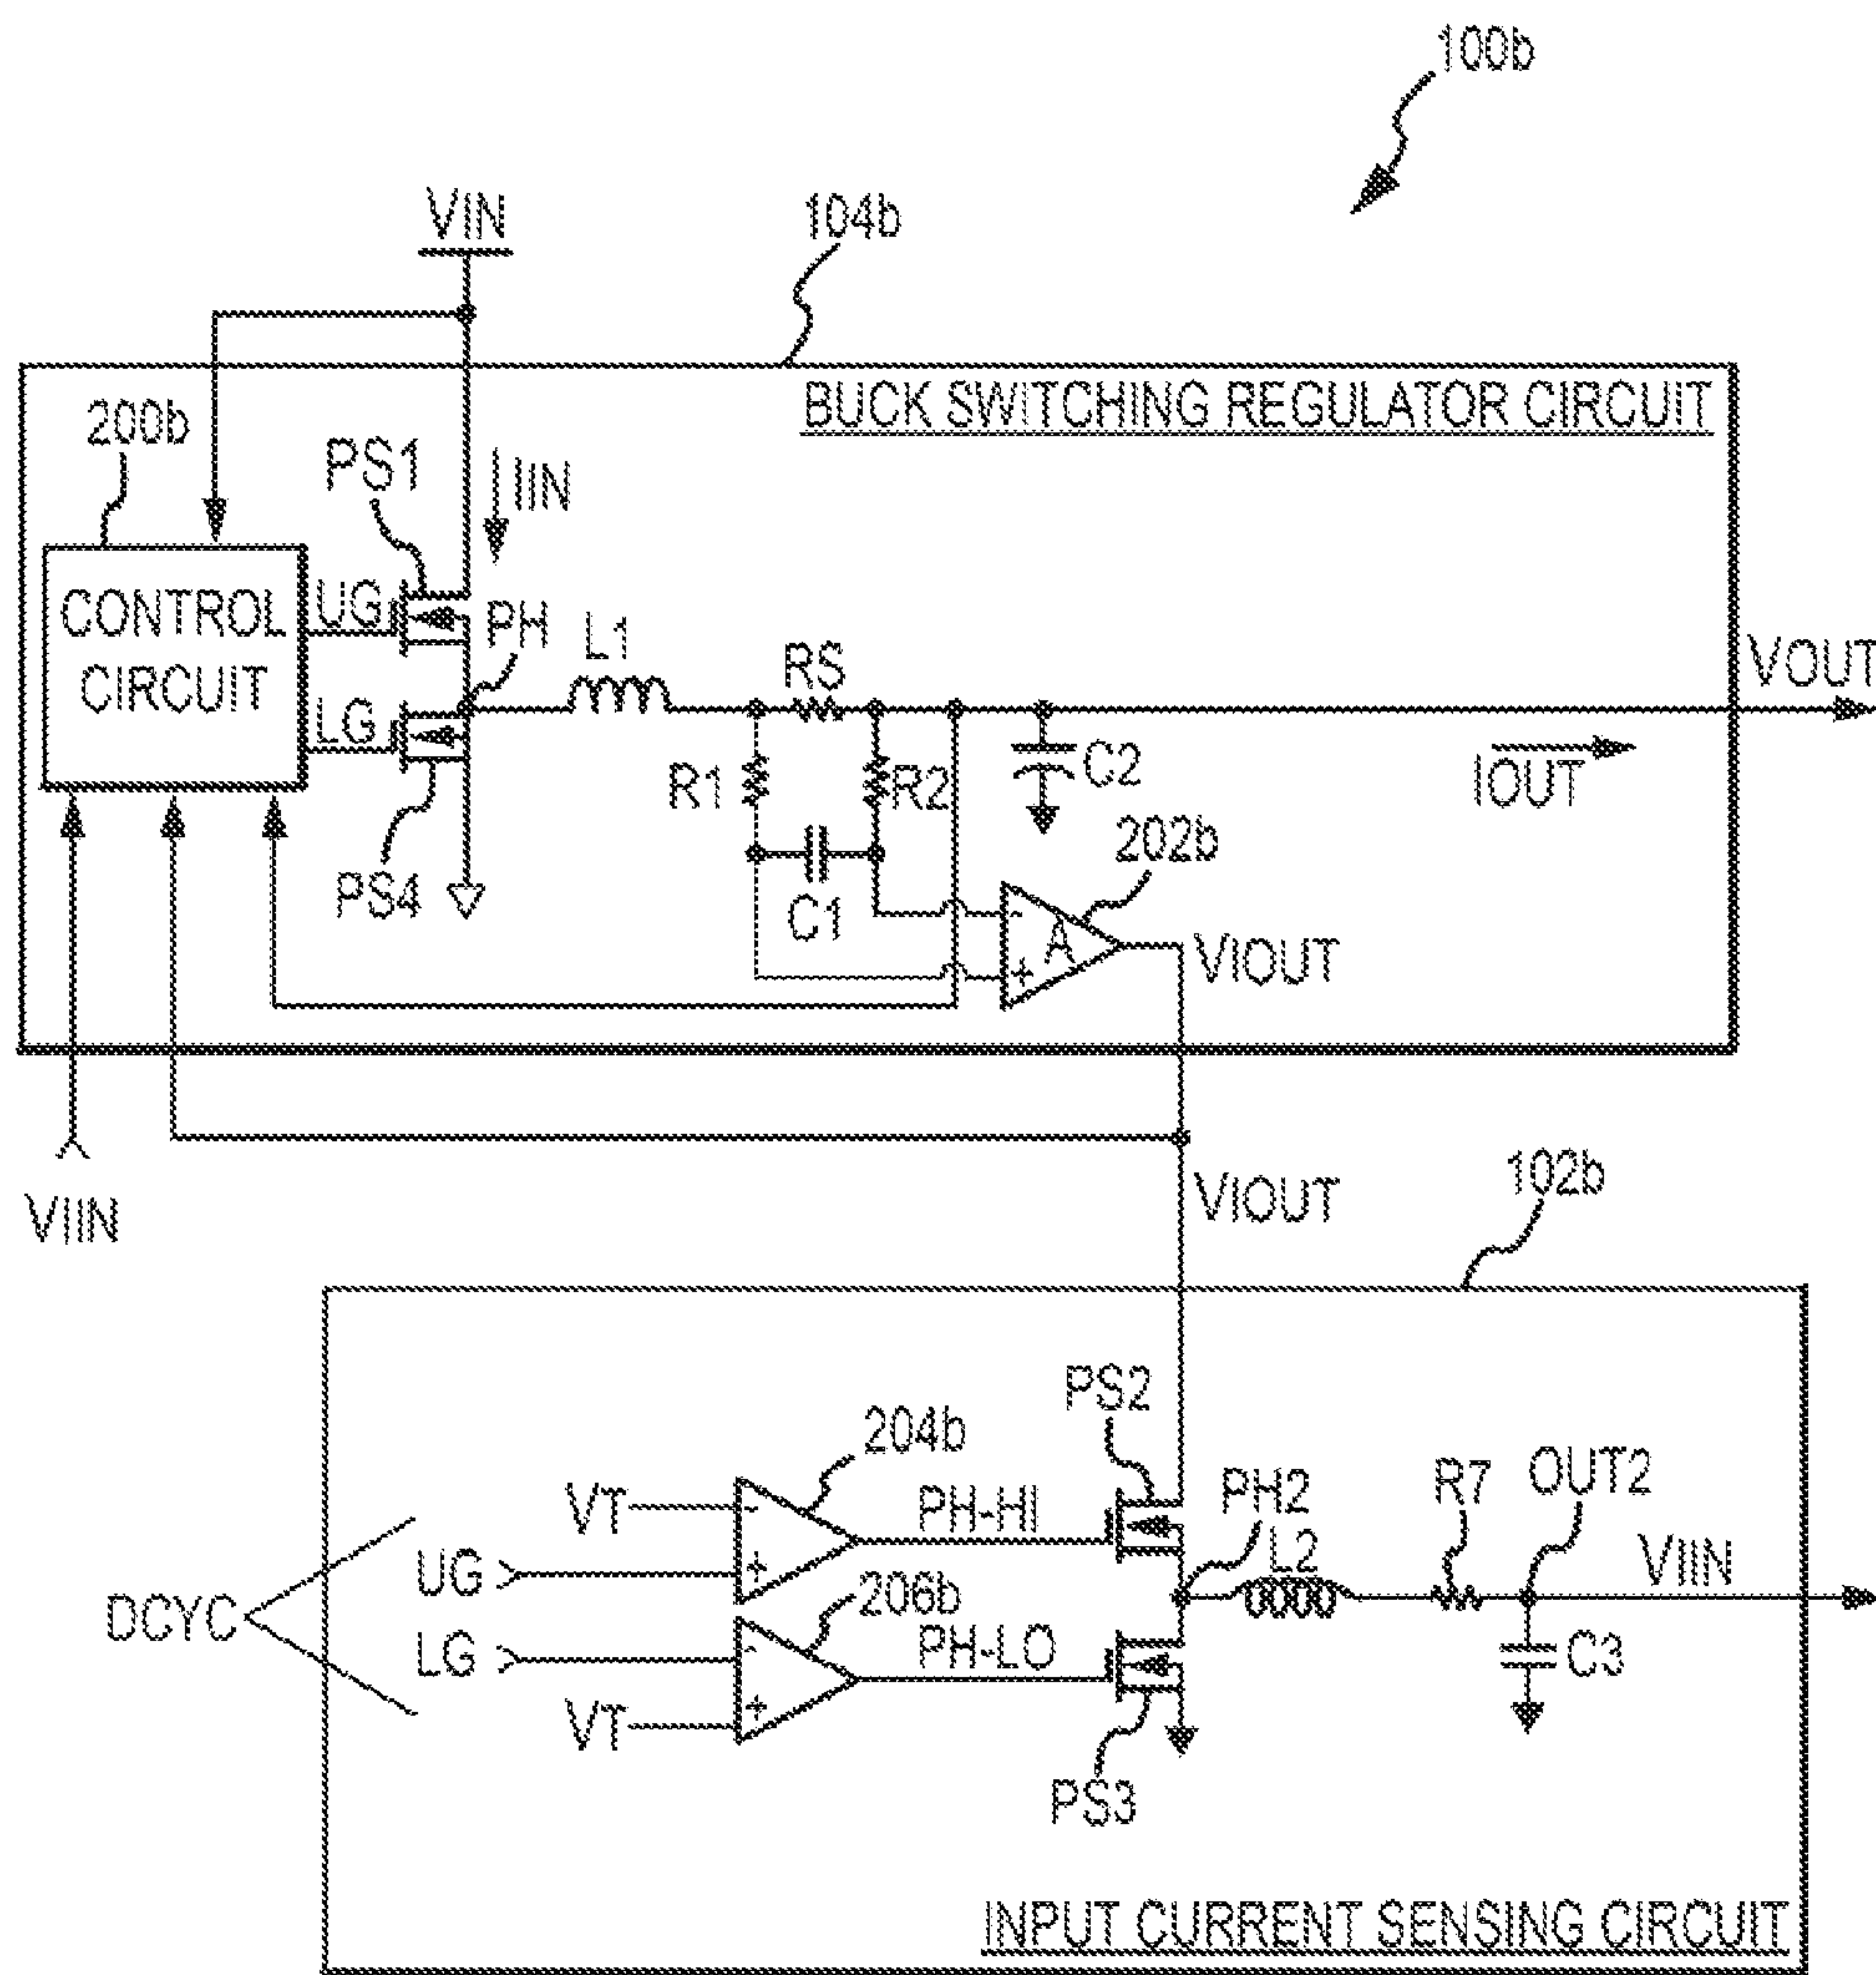 100b
VIN
104b
BUCK SWITCHING REGULATOR CIRCUIT
200b
PS1
IIN
CONTROL
CIRCUIT
UG
LG
PH
L1
RS
VOUT
R1
R2
C2
IOUT
PS4
C1
202b
-
A
+
VIOUT
VIIN
VIOUT
102b
PS2
204b
VT
-
PH-HI
PH2
R7
OUT2
UG
+
L2
VIIN
DCYC
206b
LG
-
PH-LO
C3
VT
+
PS3
INPUT CURRENT SENSING CIRCUIT